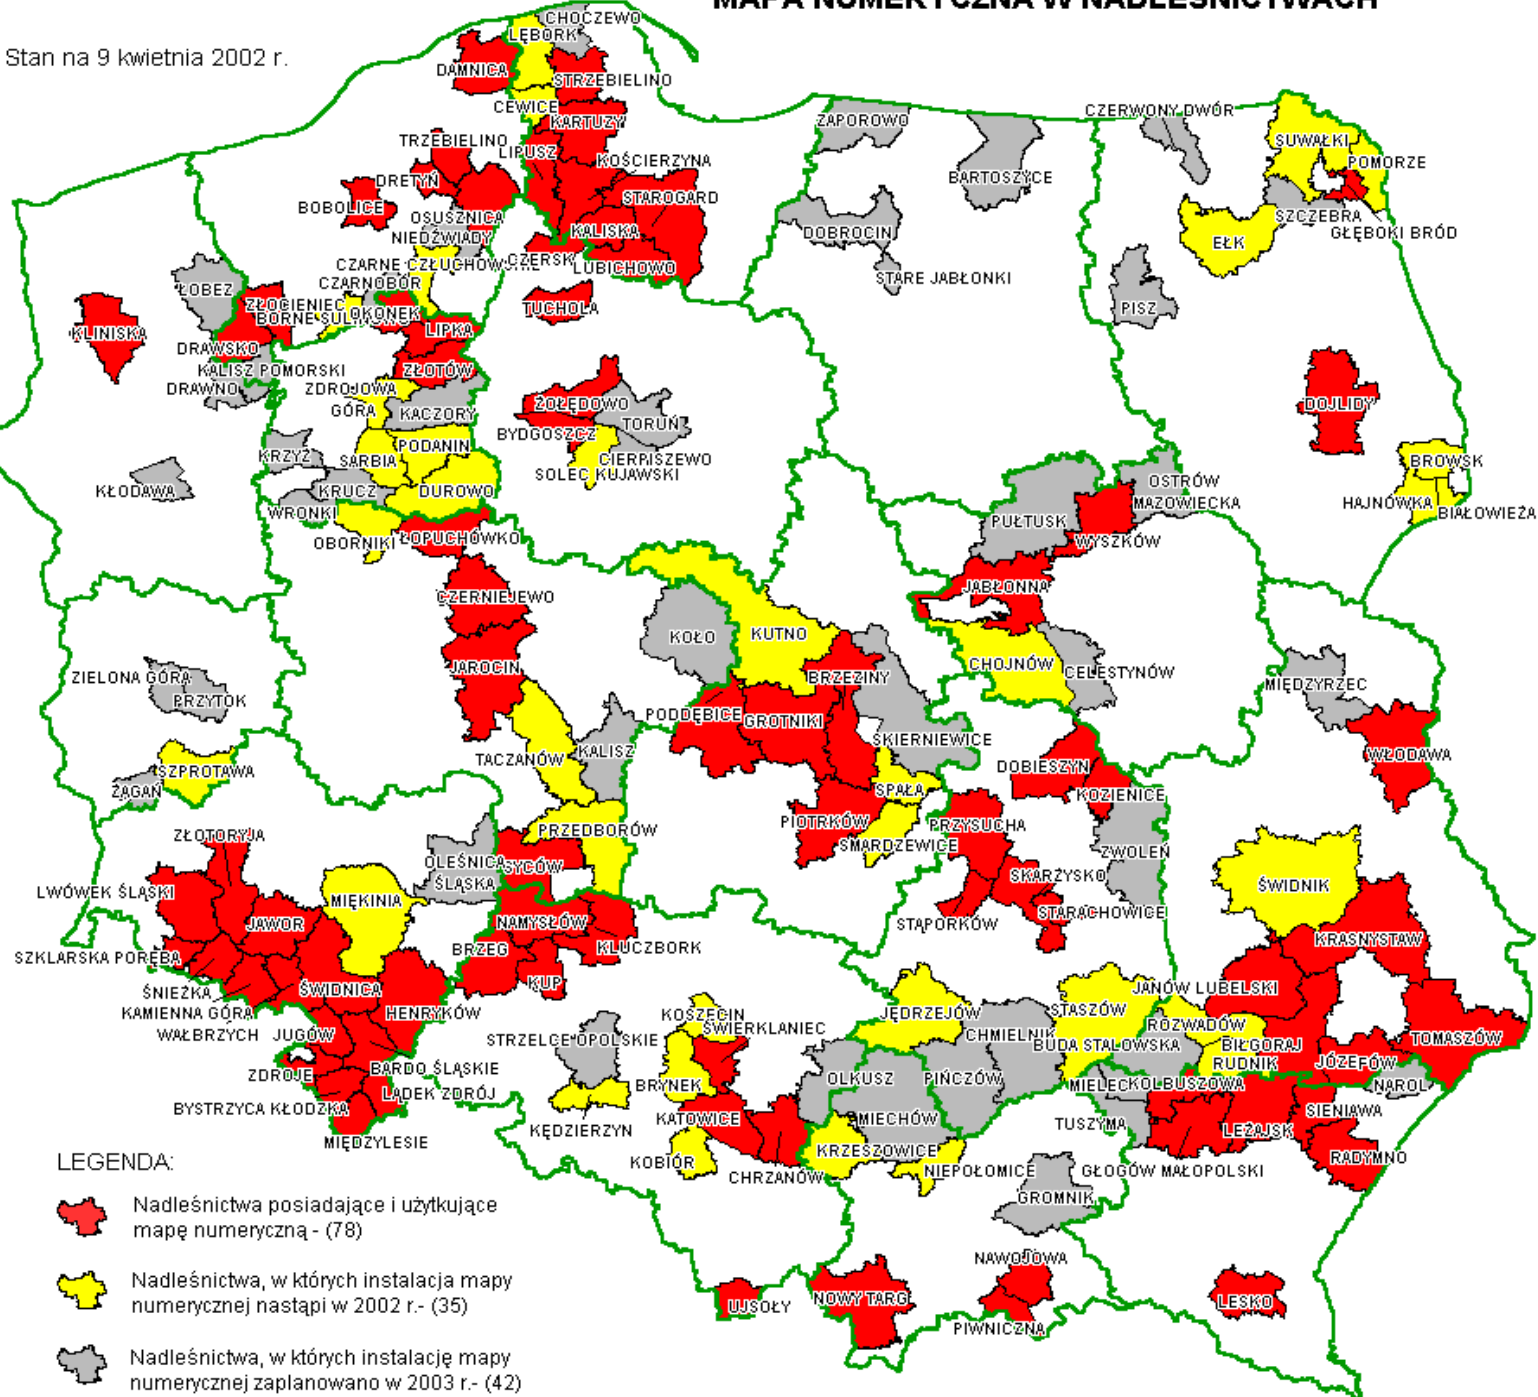 MAPA NUMERYCZNA W NADLEŚNICTWACH
Stan na 9 kwietnia 2002 r.
CHOCZEWO
LĘBORK
DAMNICA
STRZEBIELINO
CEWICE
KARTUZY
TRZEBIELINO
LIPUSZ
KOŚCIERZYNA
DRETYŃ
STAROGARD
BOBOLICE
OSUSZNICA
NIEDŹWIADY
KALISKA
CZERSK
LUBICHOWO
CZARNE CZŁUCHOWSKIE
CZARNOBÓR
TUCHOLA
ŁOBEZ
ZŁOCIENIEC
BORNE SULINOWO
OKONEK
LIPKA
KLINISKA
DRAWSKO
KALISZ POMORSKI
ZŁOTÓW
DRAWNO
ZDROJOWA
GÓRA
KACZORY
ŻOŁĘDOWO
TORUŃ
BYDGOSZCZ
CIERPISZEWO
SOLEC KUJAWSKI
KRZYŻ
SARBIA
PODANIN
KŁODAWA
KRUCZ
DUROWO
WRONKI
OBORNIKI
ŁOPUCHÓWKO
ZAPOROWO
BARTOSZYCE
DOBROCIN
STARE JABŁONKI
CZERWONY DWÓR
SUWAŁKI
POMORZE
SZCZEBRA
GŁĘBOKI BRÓD
EŁK
PISZ
DOJLIDY
BROWSK
HAJNÓWKA
BIAŁOWIEŻA
OSTRÓW
MAZOWIECKA
PUŁTUSK
WYSZKÓW
JABŁONNA
CZERNIEJEWO
KOŁO
KUTNO
CHOJNÓW
CELESTYNÓW
JAROCIN
BRZEZINY
MIĘDZYRZEC
ZIELONA GÓRA
PRZYTOK
PODDĘBICE
GROTNIKI
SKIERNIEWICE
WŁODAWA
TACZANÓW
KALISZ
DOBIESZYN
SZPROTAWA
ŻAGAŃ
SPAŁA
KOZIENICE
PIOTRKÓW
PRZYSUCHA
PRZEDBORÓW
SMARDZEWICE
ZŁOTORYJA
ZWOLEŃ
OLEŚNICA
ŚLĄSKA
SYCÓW
SKARŻYSKO
ŚWIDNIK
LWÓWEK ŚLĄSKI
MIĘKINIA
STARACHOWICE
STĄPORKÓW
JAWOR
NAMYSŁÓW
KRASNYSTAW
BRZEG
KLUCZBORK
SZKLARSKA PORĘBA
KUP
ŚNIEŻKA
ŚWIDNICA
JANÓW LUBELSKI
KAMIENNA GÓRA
HENRYKÓW
KOSZĘCIN
JĘDRZEJÓW
STASZÓW
WAŁBRZYCH
JUGÓW
ŚWIERKLANIEC
CHMIELNIK
ROZWADÓW
STRZELCE OPOLSKIE
BUDA STALOWSKA
BIŁGORAJ
TOMASZÓW
ZDROJE
BARDO ŚLĄSKIE
RUDNIK
JÓZEFÓW
BRYNEK
OLKUSZ
PIŃCZÓW
MIELEC
KOLBUSZOWA
NAROL
LĄDEK ZDRÓJ
BYSTRZYCA KŁODZKA
KATOWICE
MIECHÓW
TUSZYMA
SIENIAWA
KĘDZIERZYN
LEŻAJSK
MIĘDZYLESIE
KRZESZOWICE
KOBIÓR
RADYMNO
CHRZANÓW
NIEPOŁOMICE
GŁOGÓW MAŁOPOLSKI
GROMNIK
NAWOJOWA
UJSOŁY
NOWY TARG
LESKO
PIWNICZNA
LEGENDA:
Nadleśnictwa posiadające i użytkujące
mapę numeryczną - (78)
Nadleśnictwa, w których instalacja mapy
numerycznej nastąpi w 2002 r.- (35)
Nadleśnictwa, w których instalację mapy
numerycznej zaplanowano w 2003 r.- (42)